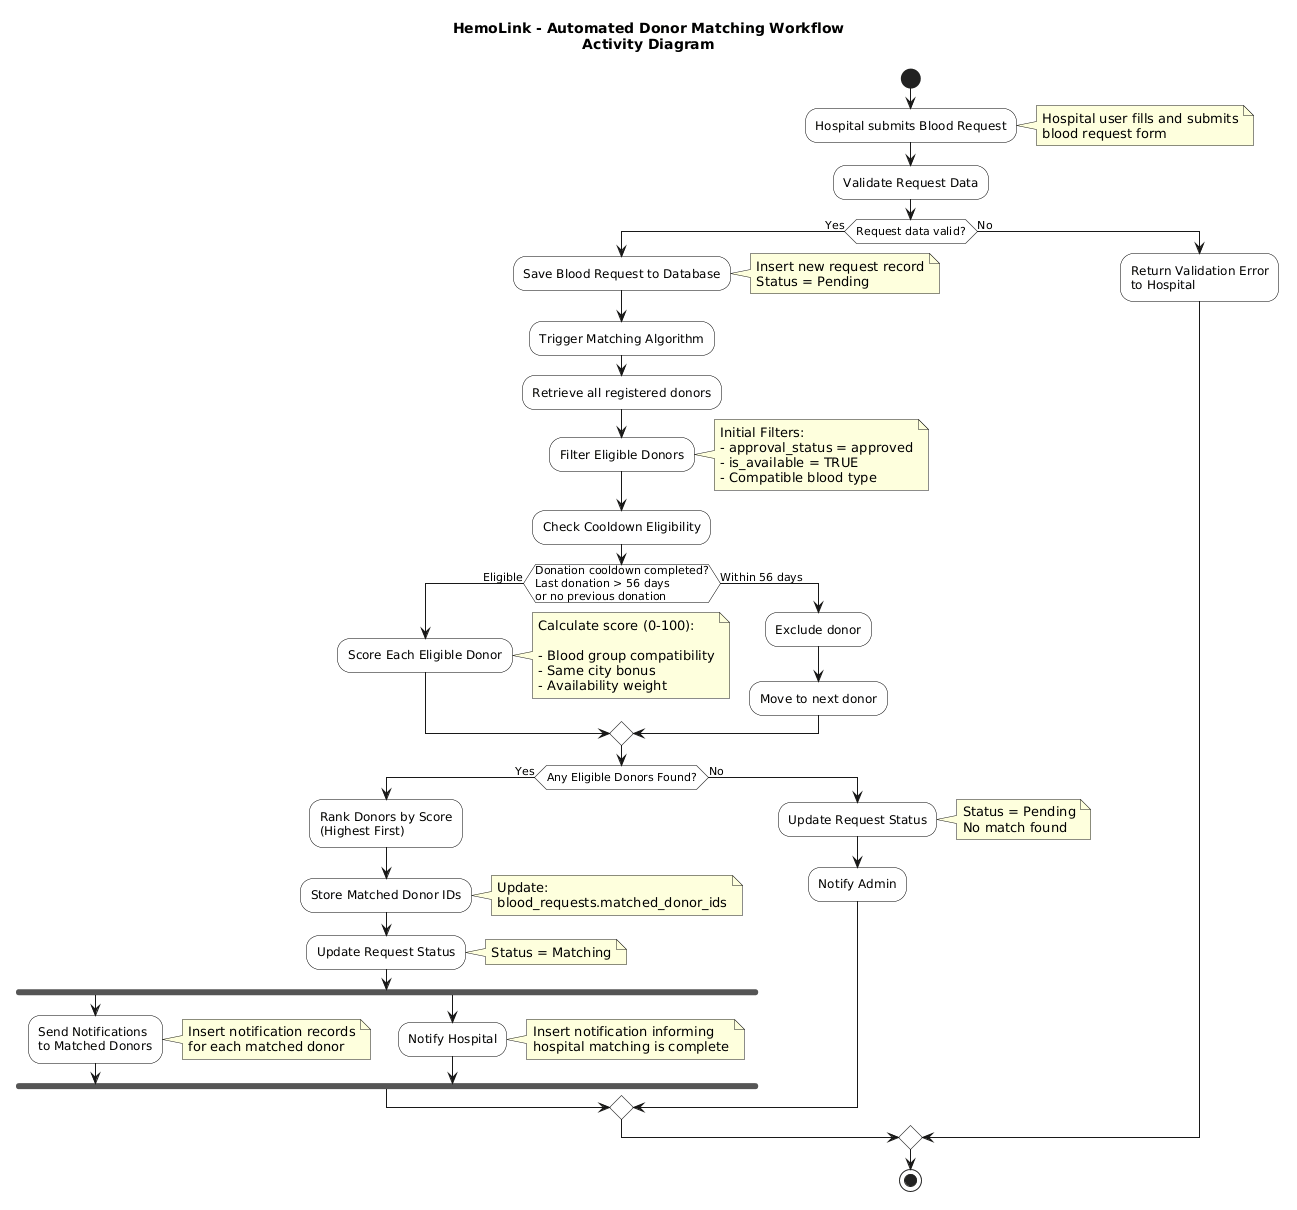 HemoLink - Automated Donor Matching Workflow
Activity Diagram
Hospital submits Blood Request
Hospital user fills and submits
blood request form
Validate Request Data
Yes
Request data valid?
No
Save Blood Request to Database
Insert new request record
Status = Pending
Return Validation Error
to Hospital
Trigger Matching Algorithm
Retrieve all registered donors
Filter Eligible Donors
Initial Filters:
- approval_status = approved
- is_available = TRUE
- Compatible blood type
Check Cooldown Eligibility
Eligible
Donation cooldown completed?
Last donation > 56 days
or no previous donation
Within 56 days
Score Each Eligible Donor
Calculate score (0-100):
- Blood group compatibility
- Same city bonus
- Availability weight
Exclude donor
Move to next donor
Yes
Any Eligible Donors Found?
No
Rank Donors by Score
(Highest First)
Update Request Status
Status = Pending
No match found
Store Matched Donor IDs
Update:
blood_requests.matched_donor_ids
Notify Admin
Update Request Status
Status = Matching
Send Notifications
to Matched Donors
Insert notification records
for each matched donor
Notify Hospital
Insert notification informing
hospital matching is complete